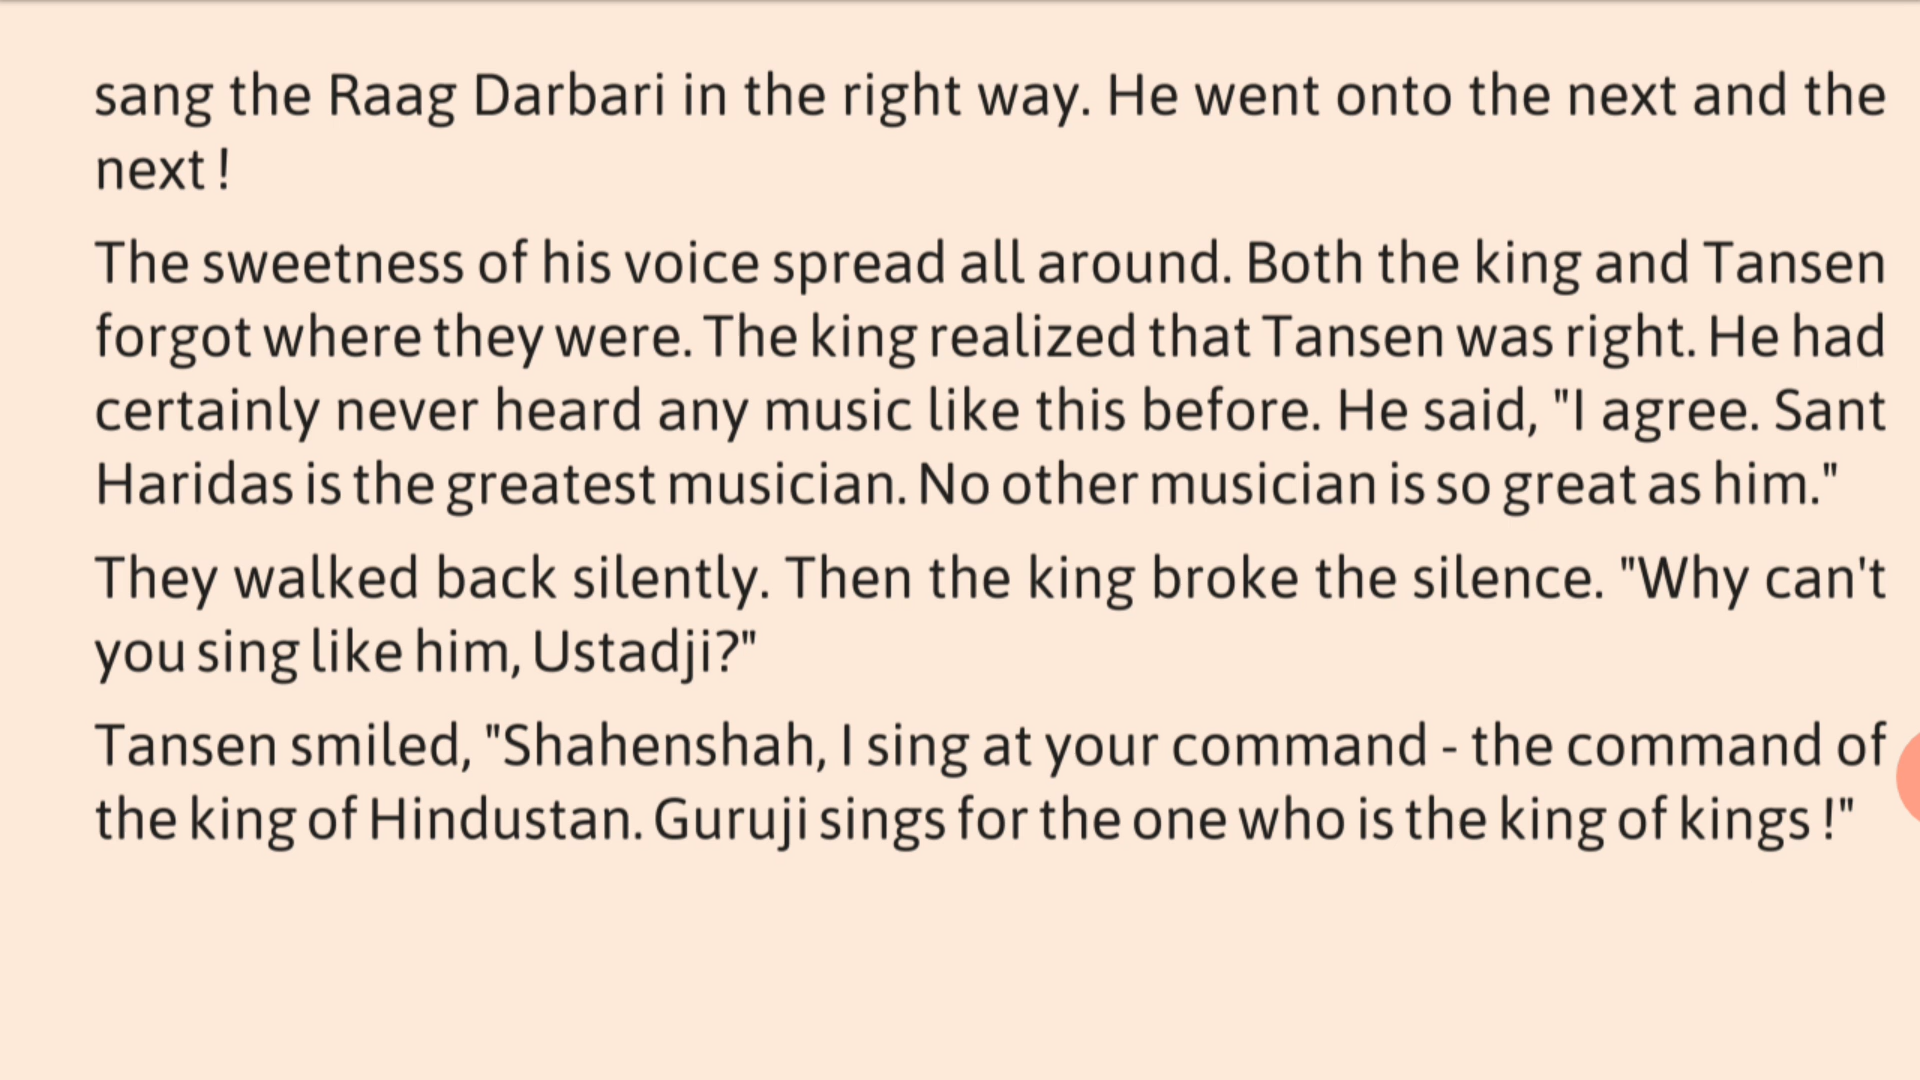 sang the Raag Darbari in the right way. He went onto the next and the
next !
The sweetness of his voice spread all around. Both the king and Tansen
forgot where they were. The king realized that Tansen was right. He had
certainly never heard any music like this before. He said, "I agree. Sant
Haridas is the greatest musician. No other musician is so great as him."
They walked back silently. Then the king broke the silence. "Why can't
you sing like him, Ustadji?"
Tansen smiled, "Shahenshah, I sing at your command - the command of
the king of Hindustan. Guruji sings for the one who is the king of kings !"